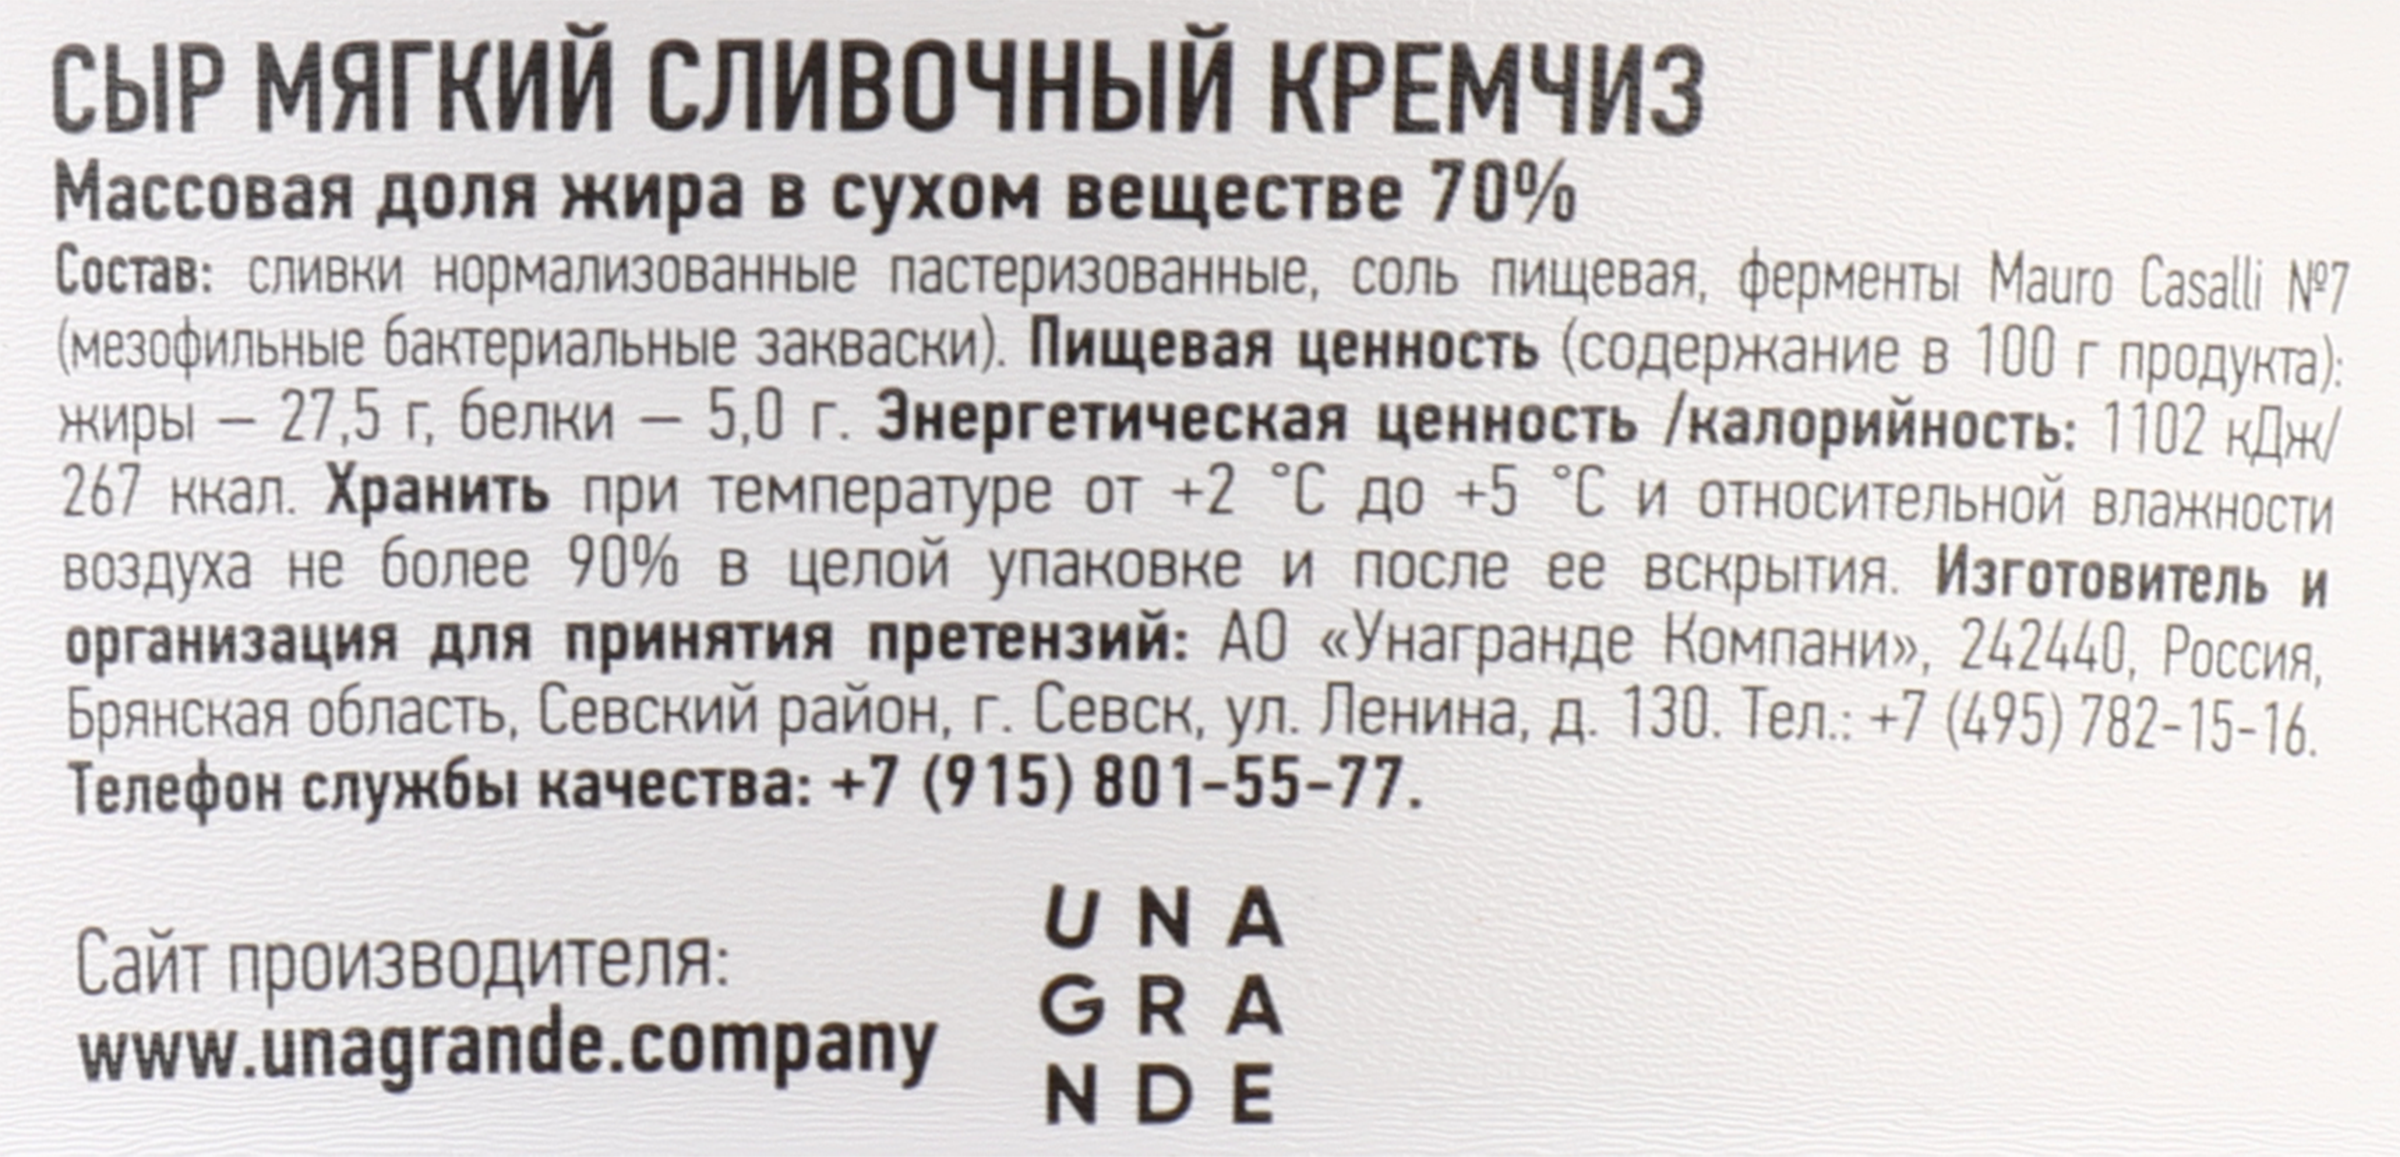 СЫР МЯГКИЙ СЛИВОЧНЫЙ КРЕМЧИЗ
Массовая доля жира в сухом веществе 70%
Состав: сливки нормализованные пастеризованные, соль пищевая, ферменты Mauro Casalli №7
(мезофильные бактериальные закваски). Пищевая ценность (содержание в 100 г продукта):
жиры – 27,5 г, белки – 5,0 г. Энергетическая ценность /калорийность: 1102 кДж/
267 ккал. Хранить при температуре от +2 °С до +5 °С и относительной влажности
воздуха не более 90% в целой упаковке и после ее вскрытия. Изготовитель и
организация для принятия претензий: АО «Унагранде Компани», 242440, Россия,
Брянская область, Севский район, г. Севск, ул. Ленина, д. 130. Тел.: +7 (495) 782-15-16.
Телефон службы качества: +7 (915) 801-55-77.
Сайт производителя:
www.unagrande.company
UNA
GRA
NDE